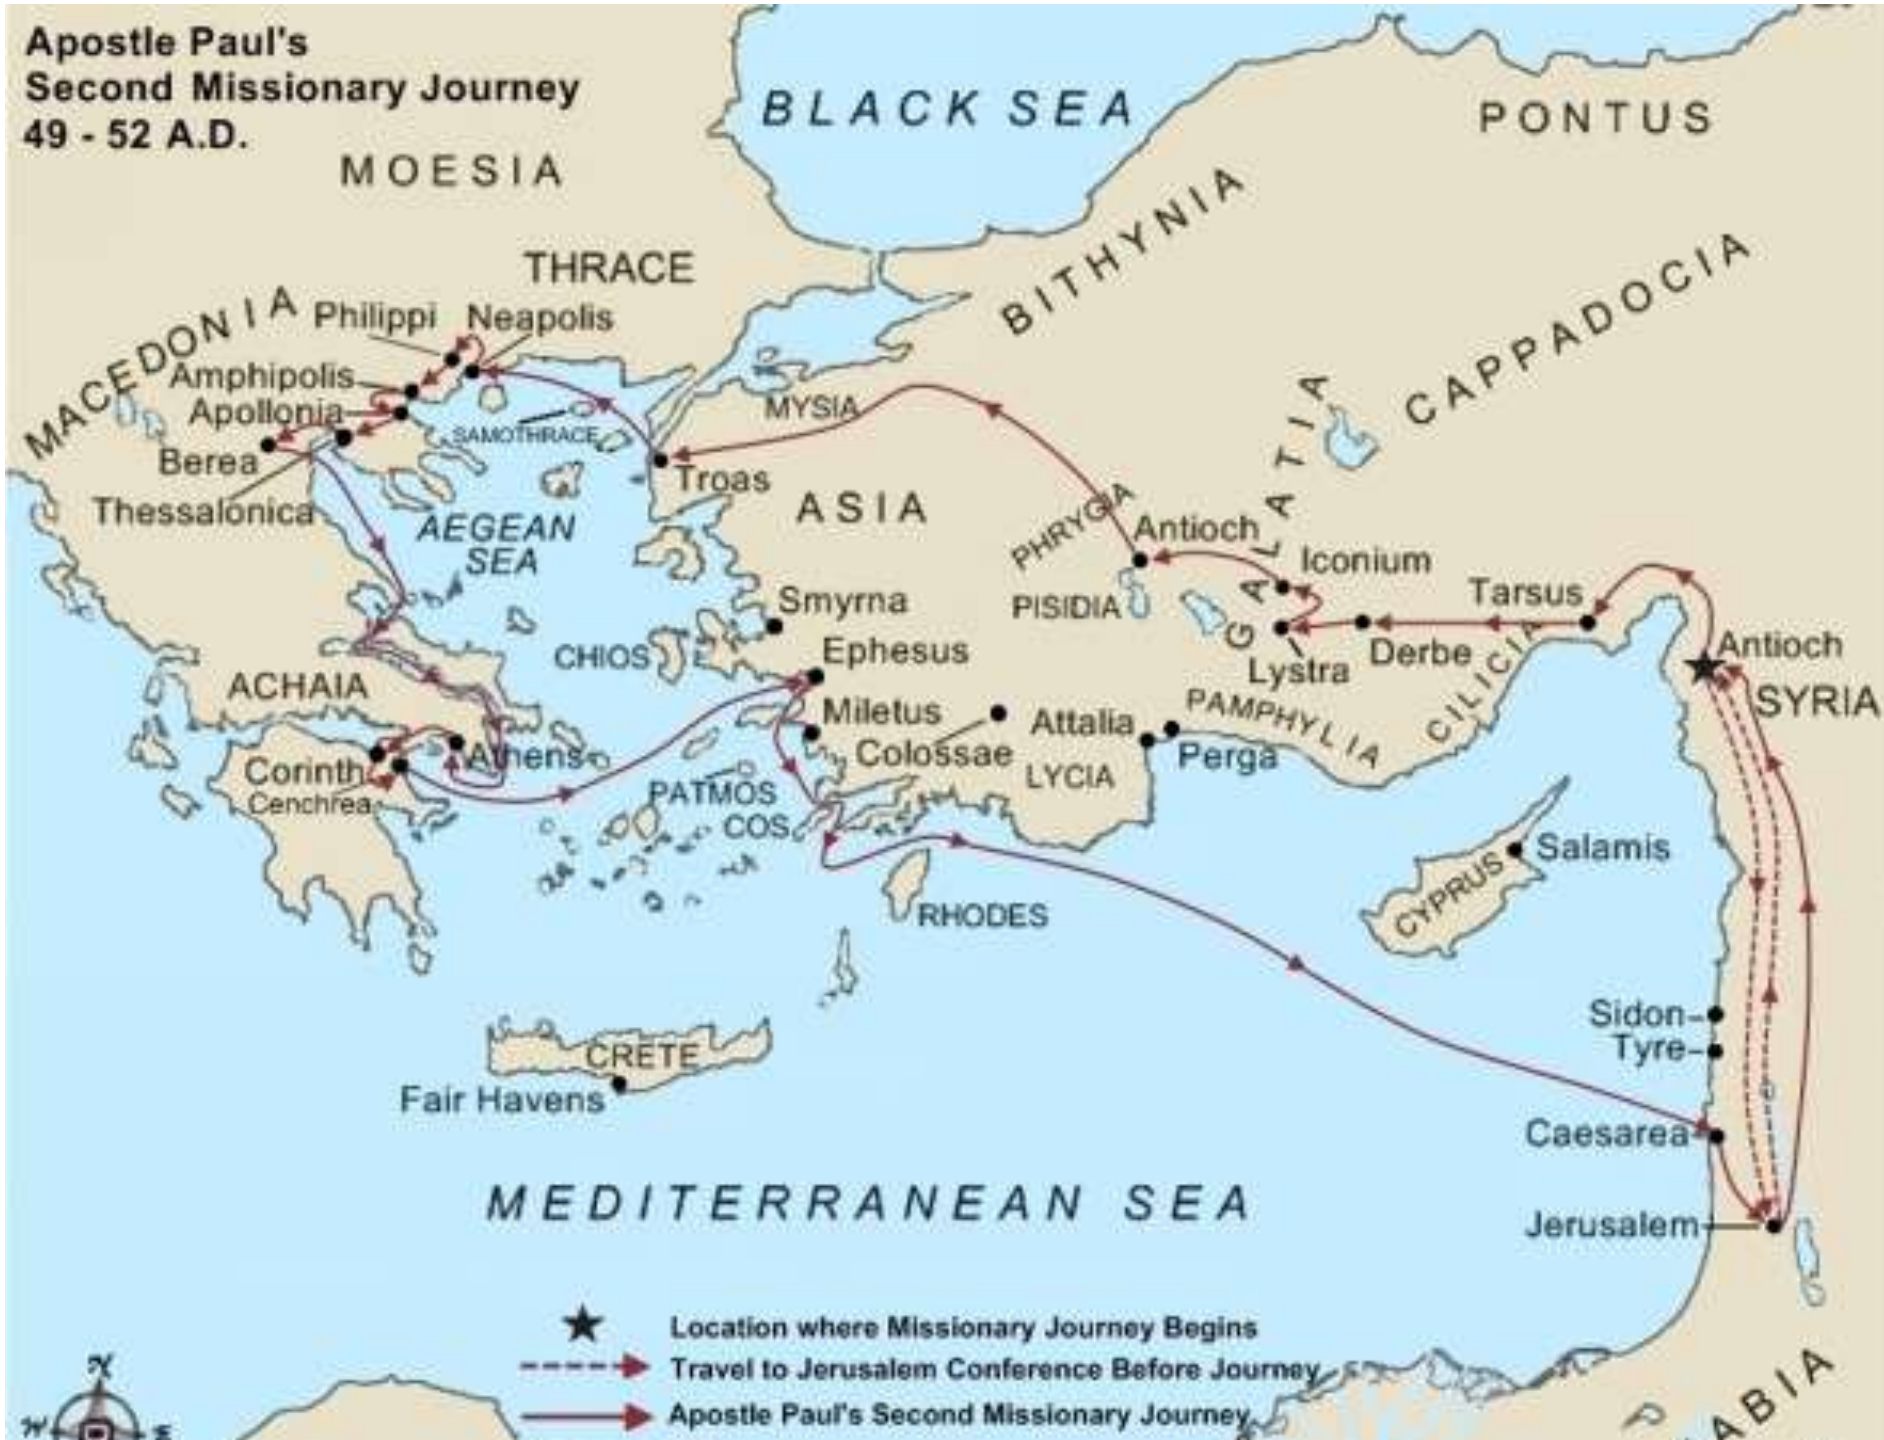 Apostle Paul's
Second Missionary Journey
49 - 52 A.D.
BLACK SEA
PONTUS
MOESIA
BITHYNIA
THRACE
CAPPADOCIA
MACEDONIA
Philippi
Neapolis
Amphipolis
Apollonia
MYSIA
SAMOTHRACE
Berea
Troas
GALATIA
Thessalonica
ASIA
AEGEAN
SEA
PHRYGIA
Antioch
Iconium
Smyrna
PISIDIA
Tarsus
CHIOS
Ephesus
Lystra
Derbe
CILICIA
Antioch
SYRIA
ACHAIA
Miletus
Colossae
Attalia
PAMPHYLIA
Perga
Athens
Corinth
Cenchrea
PATMOS
COS
LYCIA
Salamis
CYPRUS
RHODES
Sidon
Tyre
CRETE
Fair Havens
Caesarea
MEDITERRANEAN SEA
Jerusalem
Location where Missionary Journey Begins
Travel to Jerusalem Conference Before Journey
Apostle Paul's Second Missionary Journey
ABIA
N
W
E